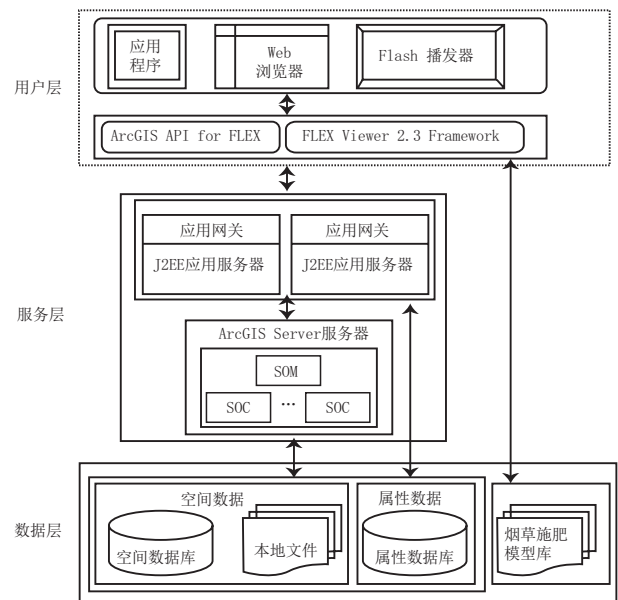 用户层
应用
程序
Web
浏览器
Flash 播发器
ArcGIS API for FLEX
FLEX Viewer 2.3 Framework
服务层
应用网关
J2EE应用服务器
应用网关
J2EE应用服务器
ArcGIS Server服务器
SOM
SOC
...
SOC
数据层
空间数据
空间数据库
本地文件
属性数据
属性数据库
烟草施肥
模型库